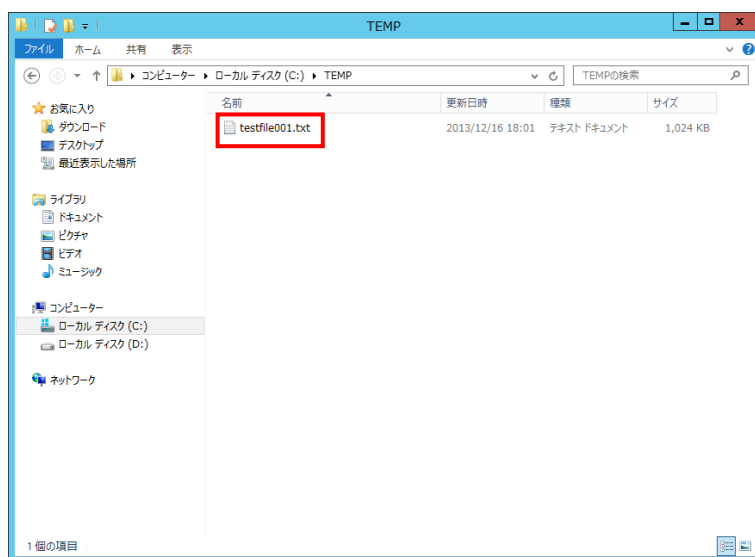 TEMP
ファイル ホーム 共有 表示
コンピューター ローカル ディスク (C:) TEMP TEMPの検索
お気に入り
ダウンロード
デスクトップ
最近表示した場所
ライブラリ
ドキュメント
ピクチャ
ビデオ
ミュージック
コンピューター
ローカル ディスク (C:)
ローカル ディスク (D:)
ネットワーク
名前 更新日時 種類 サイズ
testfile001.txt 2013/12/16 18:01 テキスト ドキュメント 1,024 KB
1 個の項目